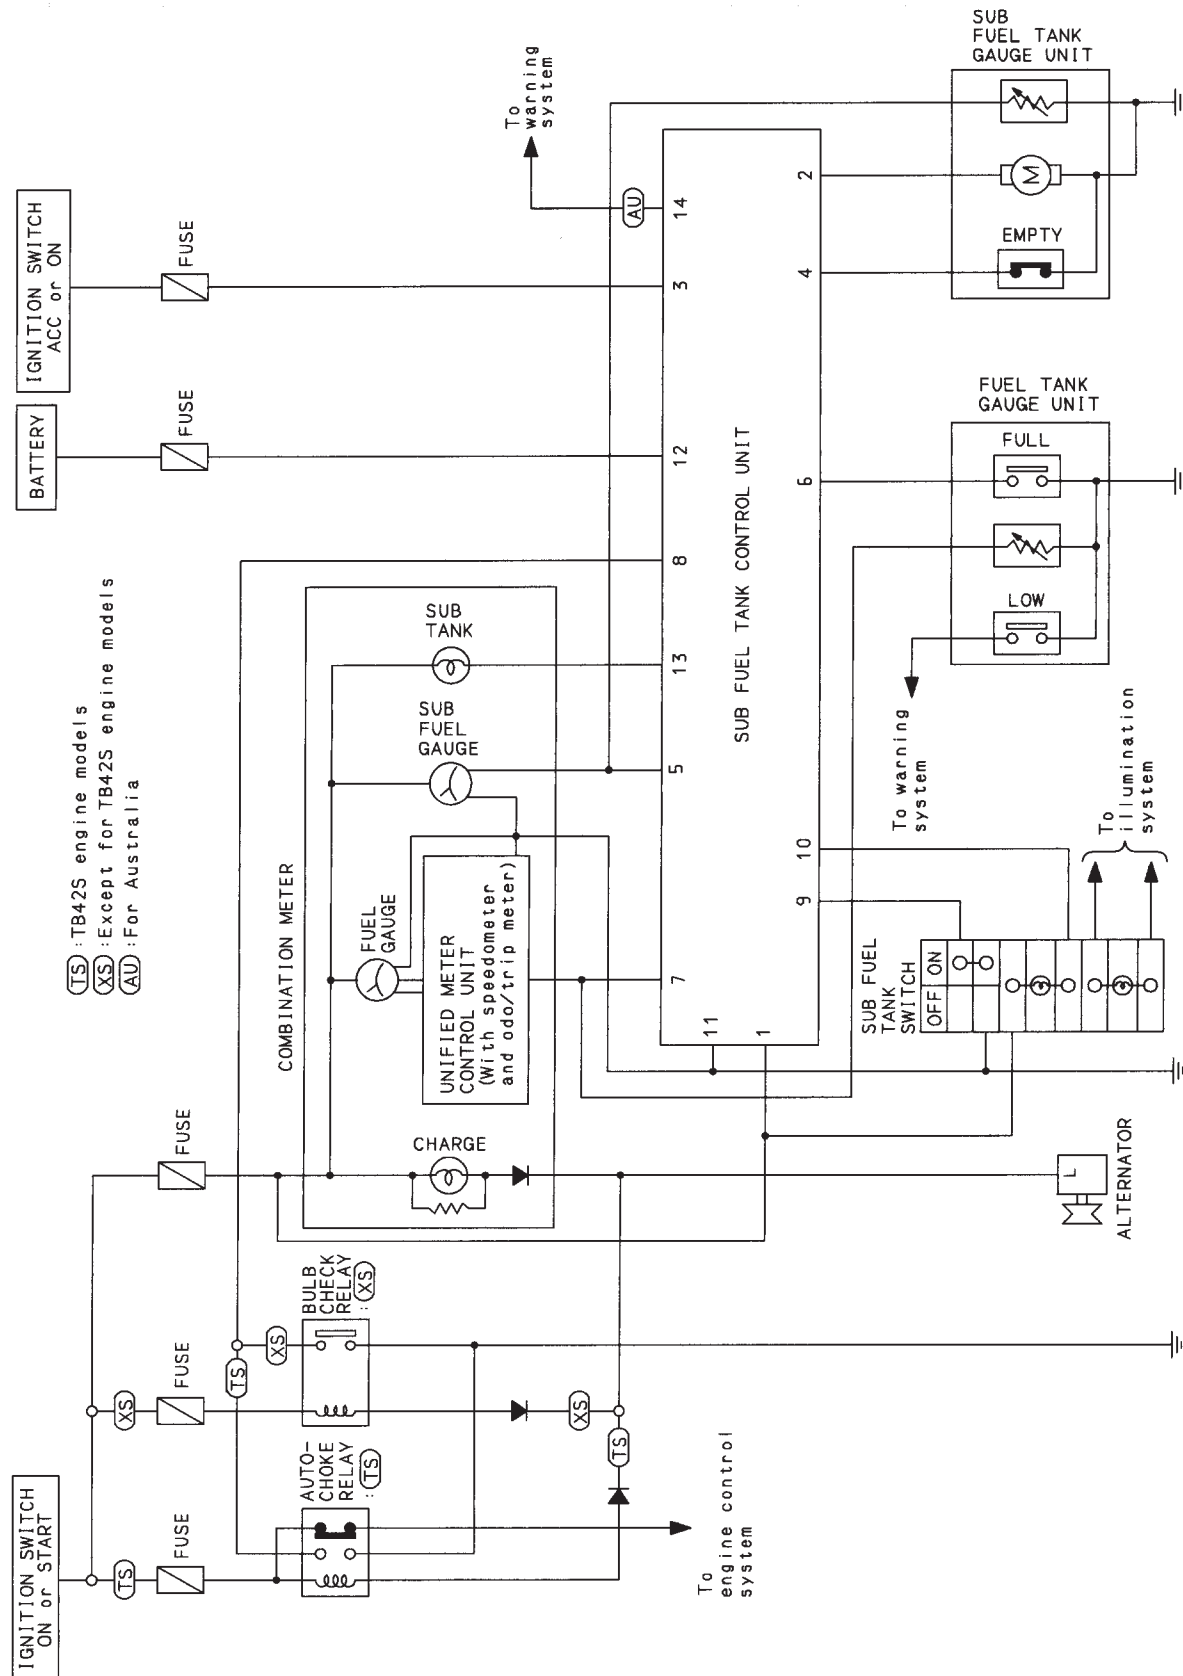 IGNITION SWITCH
ON or START
IGNITION SWITCH
ACC or ON
BATTERY
TS
FUSE
XS
FUSE
FUSE
FUSE
FUSE
TS :TB42S engine models
XS :Except for TB42S engine models
AU :For Australia
AUTO-
CHOKE
RELAY
:TS
BULB
CHECK
RELAY
:XS
TS
XS
XS
TS
To
engine control
system
COMBINATION METER
CHARGE
FUEL
GAUGE
UNIFIED METER
CONTROL UNIT
(With speedometer
and odo/trip meter)
SUB
FUEL
GAUGE
SUB
TANK
To
warning
system
AU
7
5
13
8
12
3
14
11
1
SUB FUEL TANK CONTROL UNIT
9
10
6
4
2
ALTERNATOR
L
SUB FUEL
TANK
SWITCH
OFF
ON
To
illumination
system
To warning
system
FUEL TANK
GAUGE UNIT
LOW
FULL
SUB
FUEL TANK
GAUGE UNIT
EMPTY
M